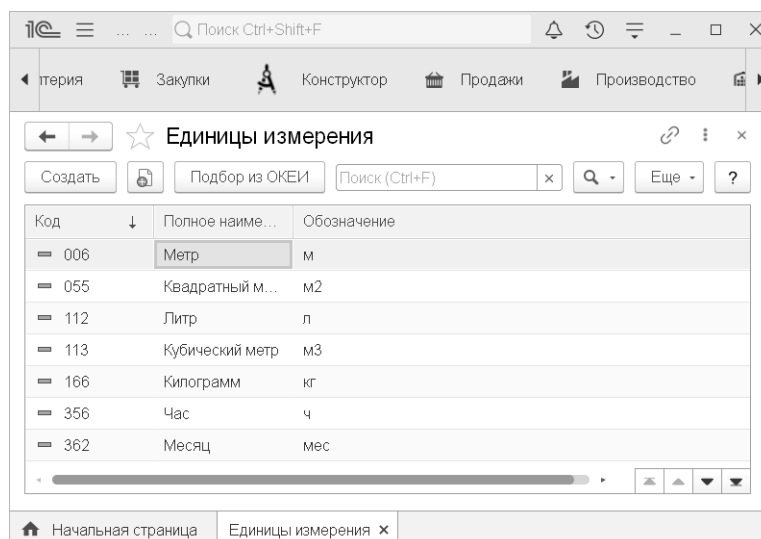 1С ... ... Поиск Ctrl+Shift+F
терия Закупки Конструктор Продажи Производство
Единицы измерения
Создать Подбор из ОКЕИ Поиск (Ctrl+F) × Еще ?
Код ↓ Полное наиме... Обозначение
006 Метр м
055 Квадратный м... м2
112 Литр л
113 Кубический метр м3
166 Килограмм кг
356 Час ч
362 Месяц мес
Начальная страница Единицы измерения ×